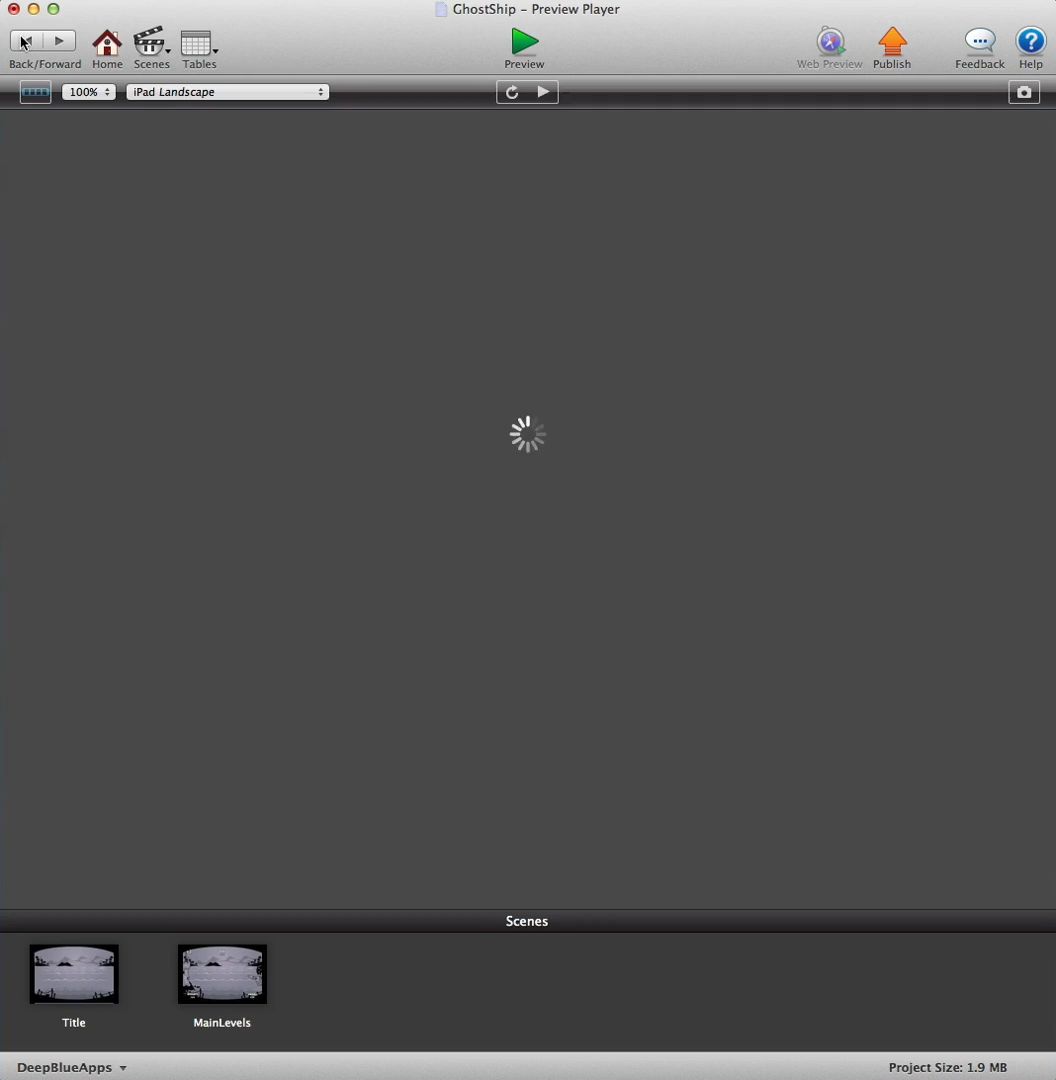 GhostShip – Preview Player
Back/Forward
Home
Scenes
Tables
Preview
Web Preview
Publish
Feedback
Help
100%
iPad Landscape
Scenes
Title
MainLevels
DeepBlueApps
Project Size: 1.9 MB